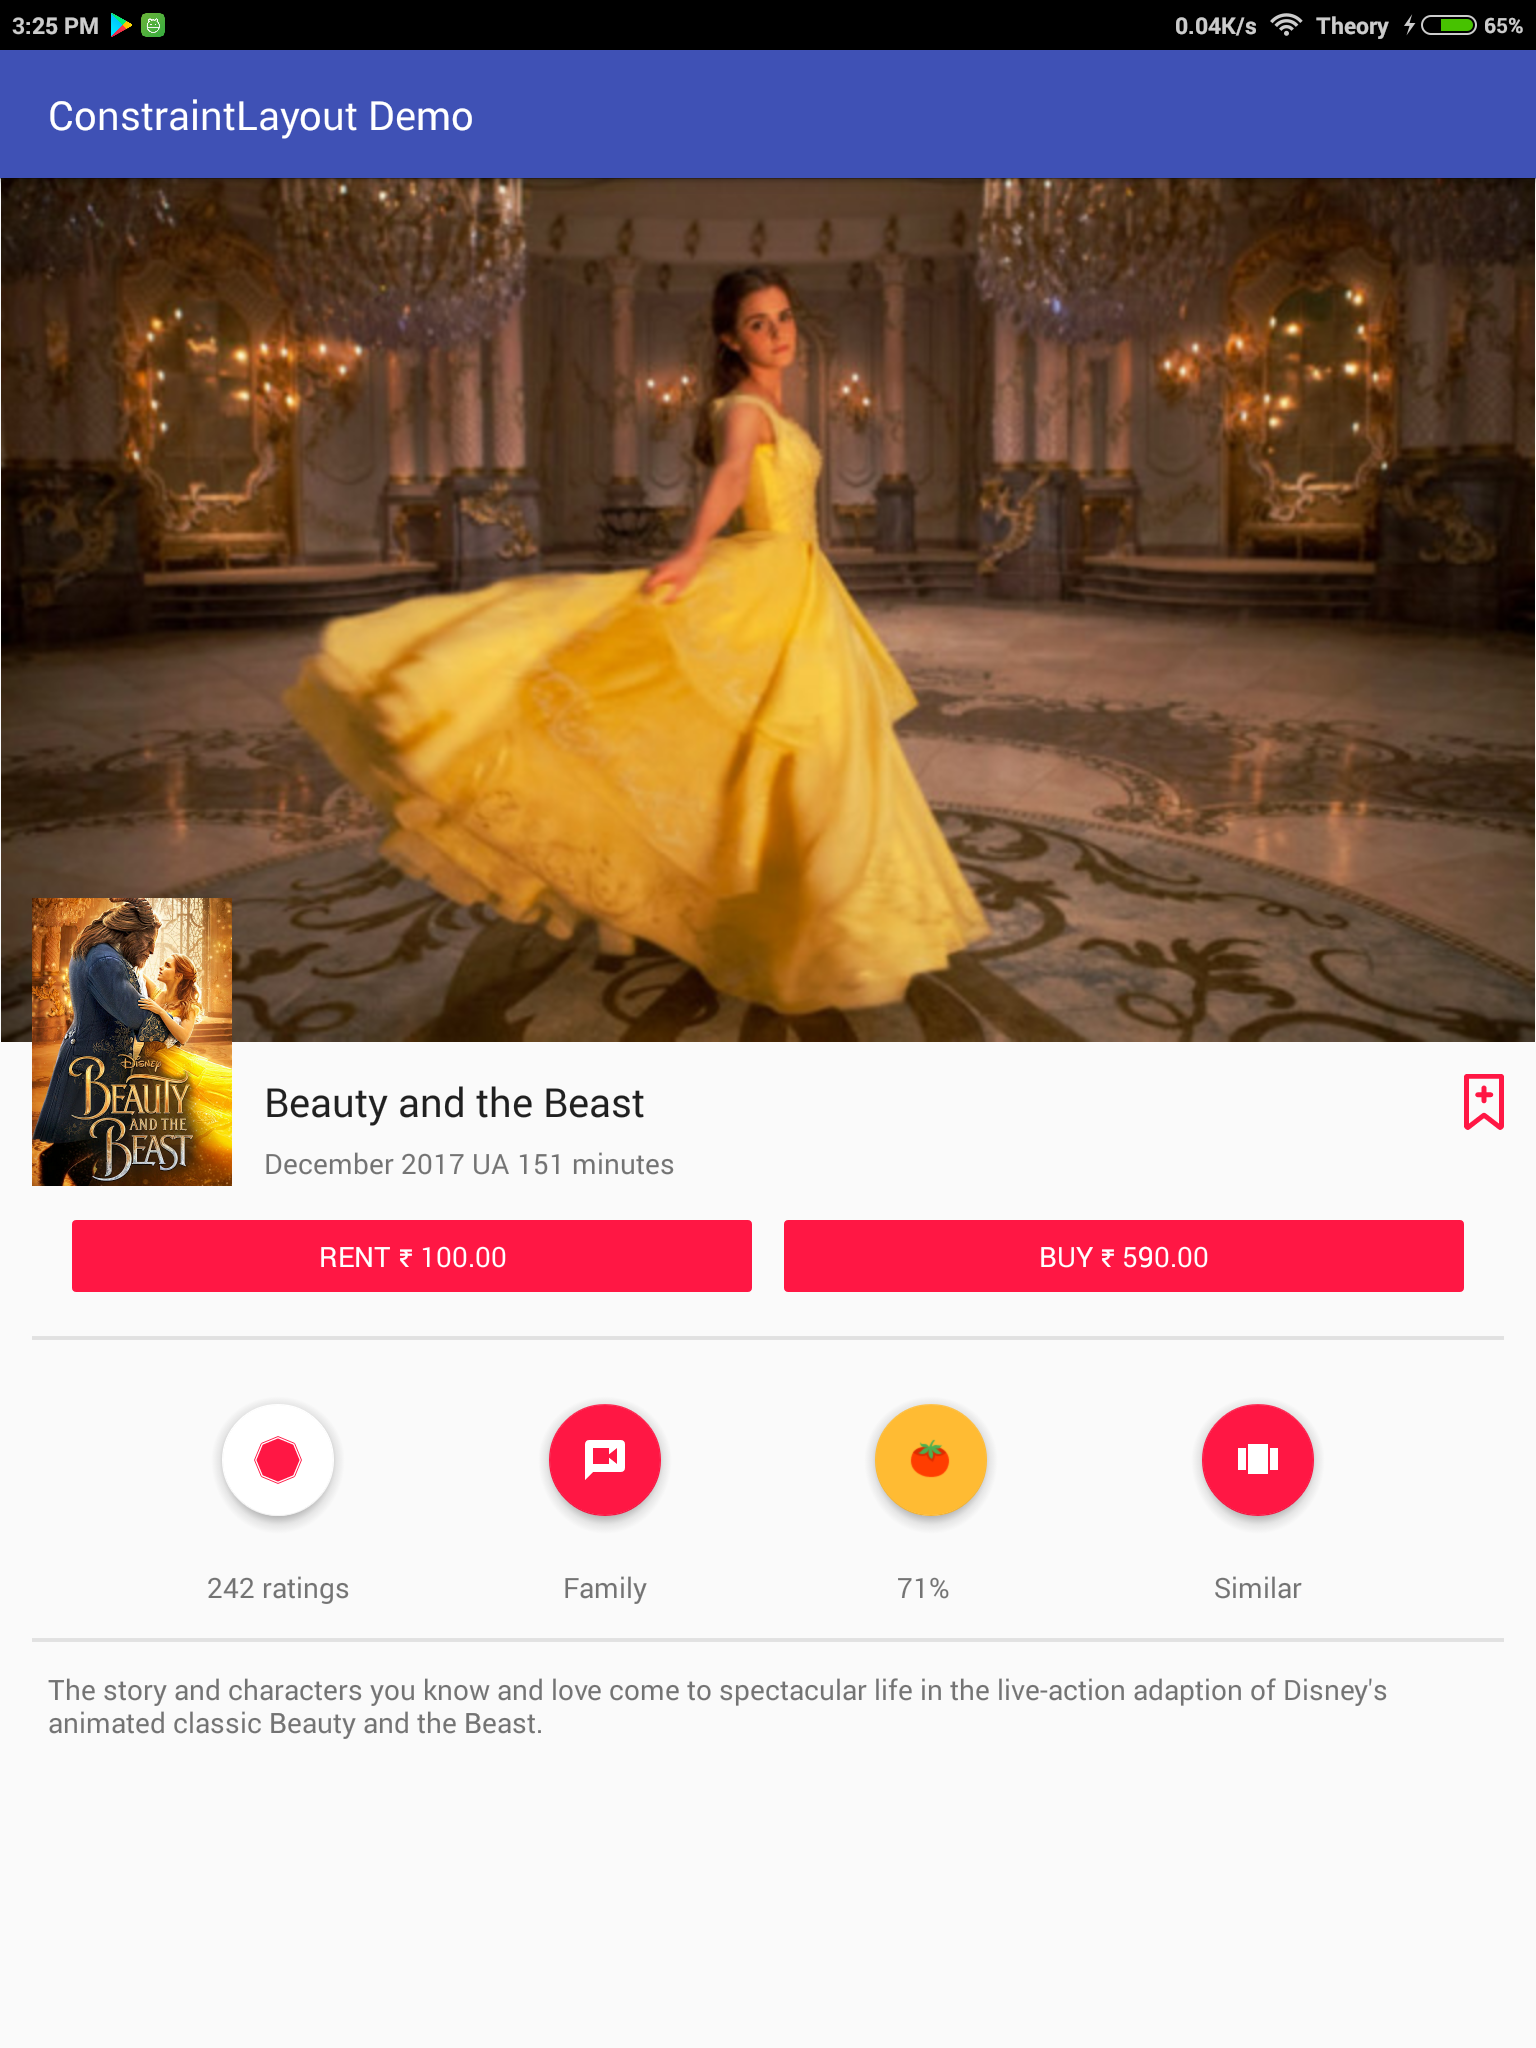 3:25 PM
0.04K/s Theory 65%
ConstraintLayout Demo
DISNEY
BEAUTY
AND THE
BEAST
Beauty and the Beast
December 2017 UA 151 minutes
RENT ₹ 100.00
BUY ₹ 590.00
242 ratings
Family
71%
Similar
The story and characters you know and love come to spectacular life in the live-action adaption of Disney's
animated classic Beauty and the Beast.